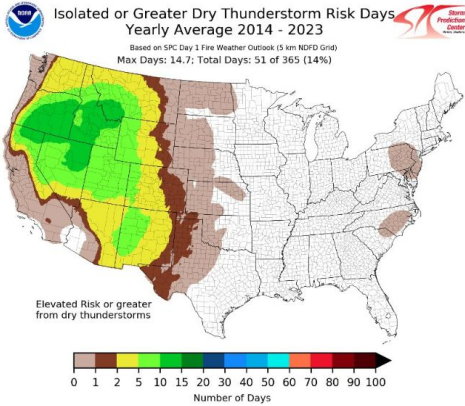 NOAA
Isolated or Greater Dry Thunderstorm Risk Days
Yearly Average 2014 - 2023
Storm
Prediction
Center
Based on SPC Day 1 Fire Weather Outlook (5 km NDFD Grid)
Max Days: 14.7; Total Days: 51 of 365 (14%)
Elevated Risk or greater
from dry thunderstorms
0 1 2 5 10 15 20 30 40 50 60 70 80 90 100
Number of Days